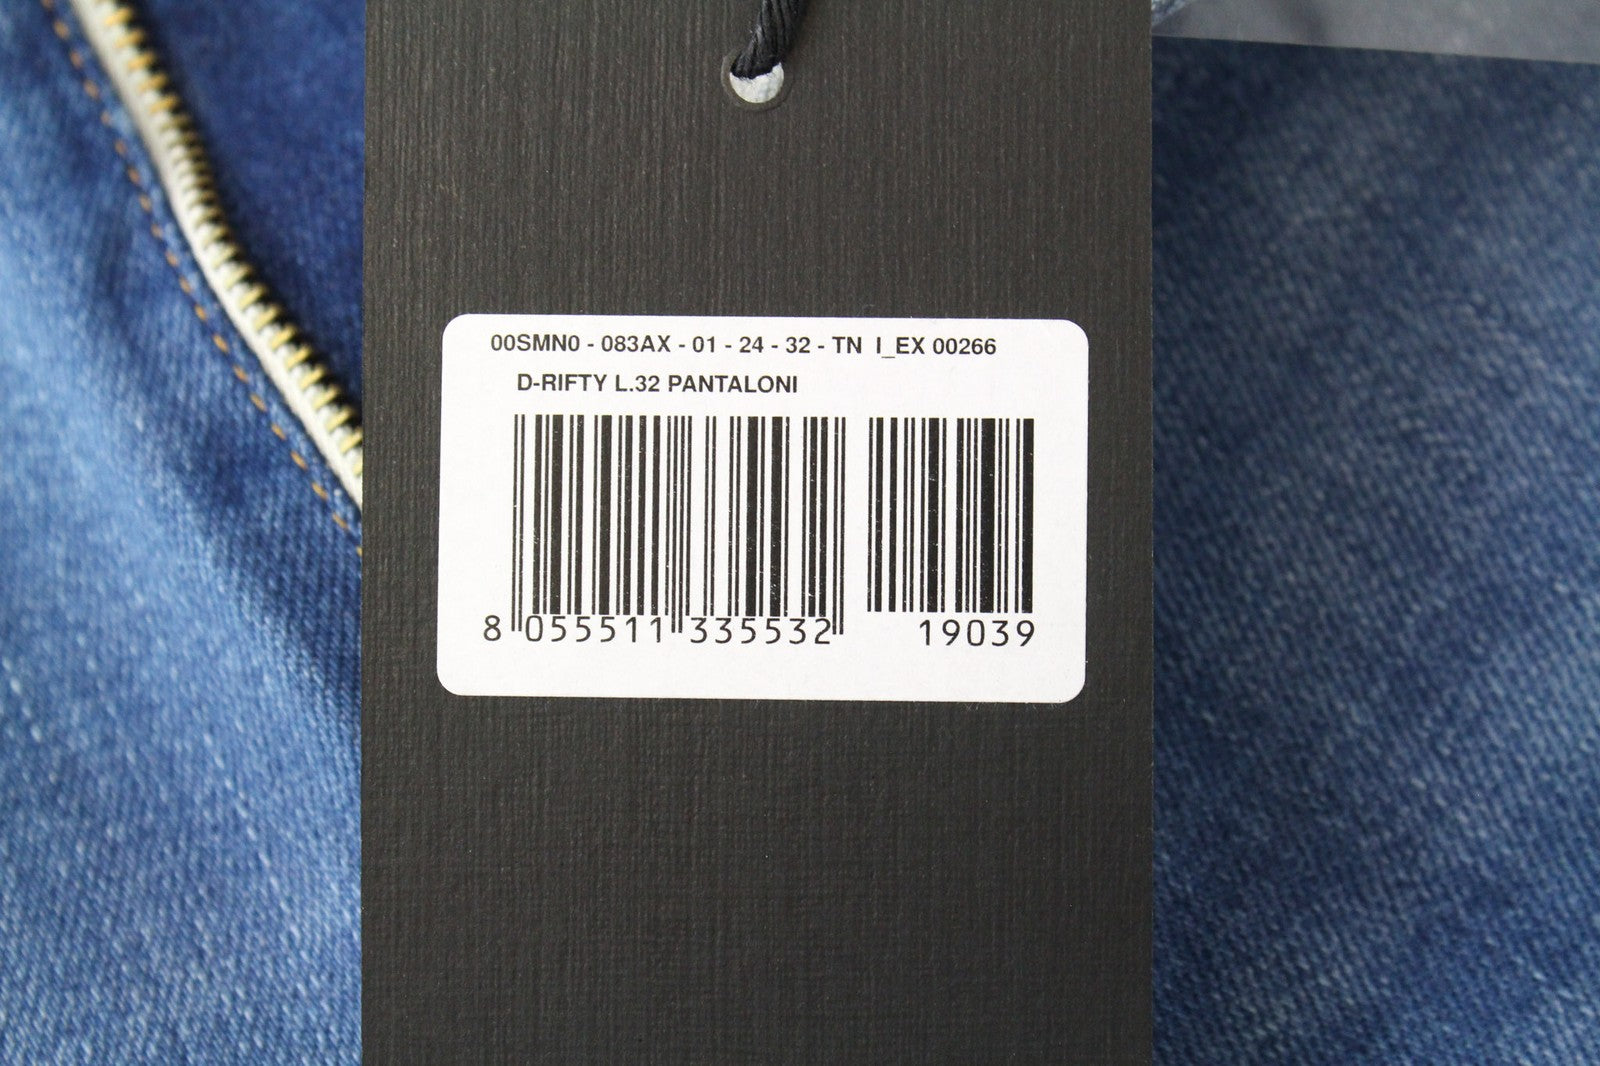 00SMN0 - 083AX - 01 - 24 - 32 - TN I_EX 00266
D-RIFTY L.32 PANTALONI
8 055511 335532 19039